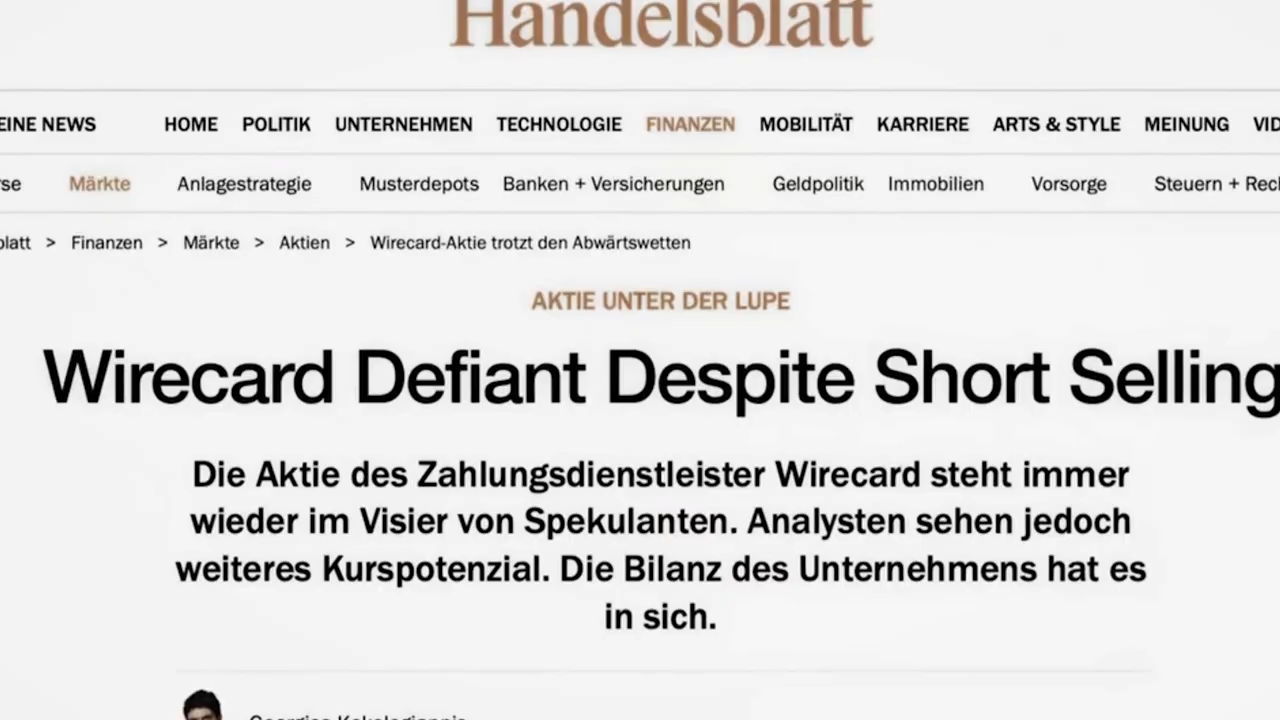 Handelsblatt
EINE NEWS HOME POLITIK UNTERNEHMEN TECHNOLOGIE FINANZEN MOBILITÄT KARRIERE ARTS & STYLE MEINUNG VID
rse Märkte Anlagestrategie Musterdepots Banken + Versicherungen Geldpolitik Immobilien Vorsorge Steuern + Rech
blatt > Finanzen > Märkte > Aktien > Wirecard-Aktie trotzt den Abwärtswetten
AKTIE UNTER DER LUPE
Wirecard Defiant Despite Short Selling
Die Aktie des Zahlungsdienstleister Wirecard steht immer
wieder im Visier von Spekulanten. Analysten sehen jedoch
weiteres Kurspotenzial. Die Bilanz des Unternehmens hat es
in sich.